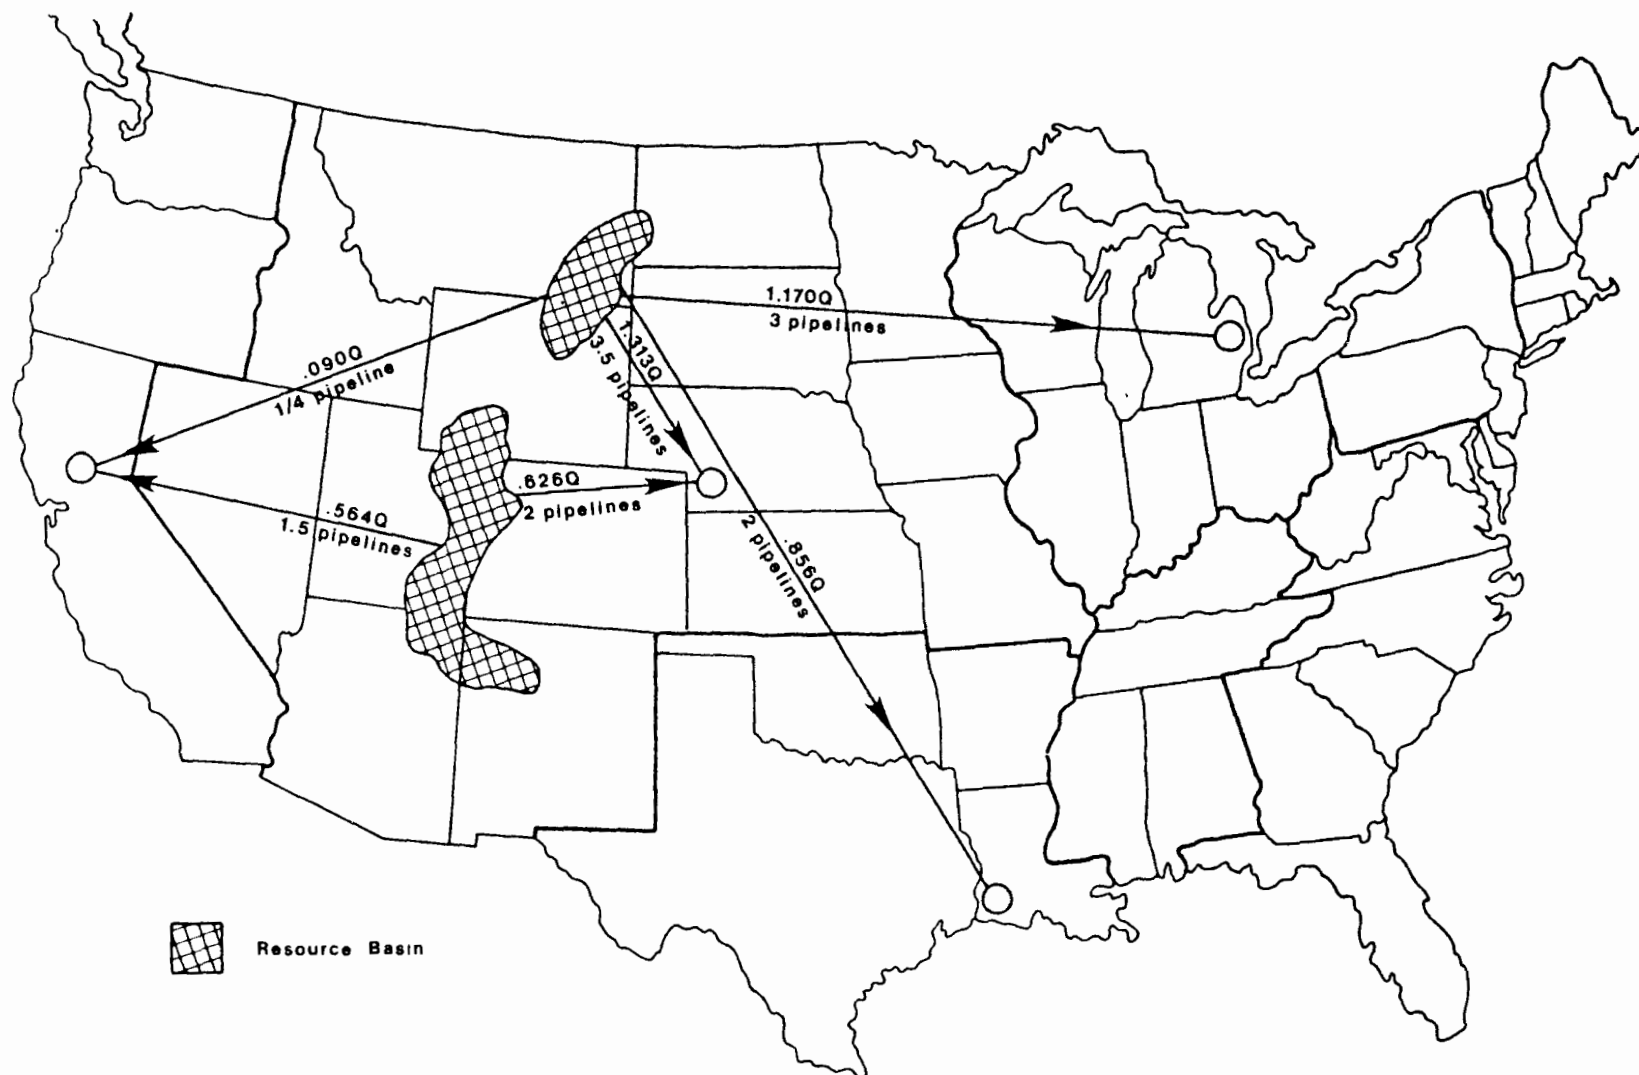 1.170Q
3 pipelines
.090Q
1/4 pipeline
1.313Q
3.5 pipelines
.626Q
2 pipelines
.564Q
1.5 pipelines
.856Q
2 pipelines
Resource Basin